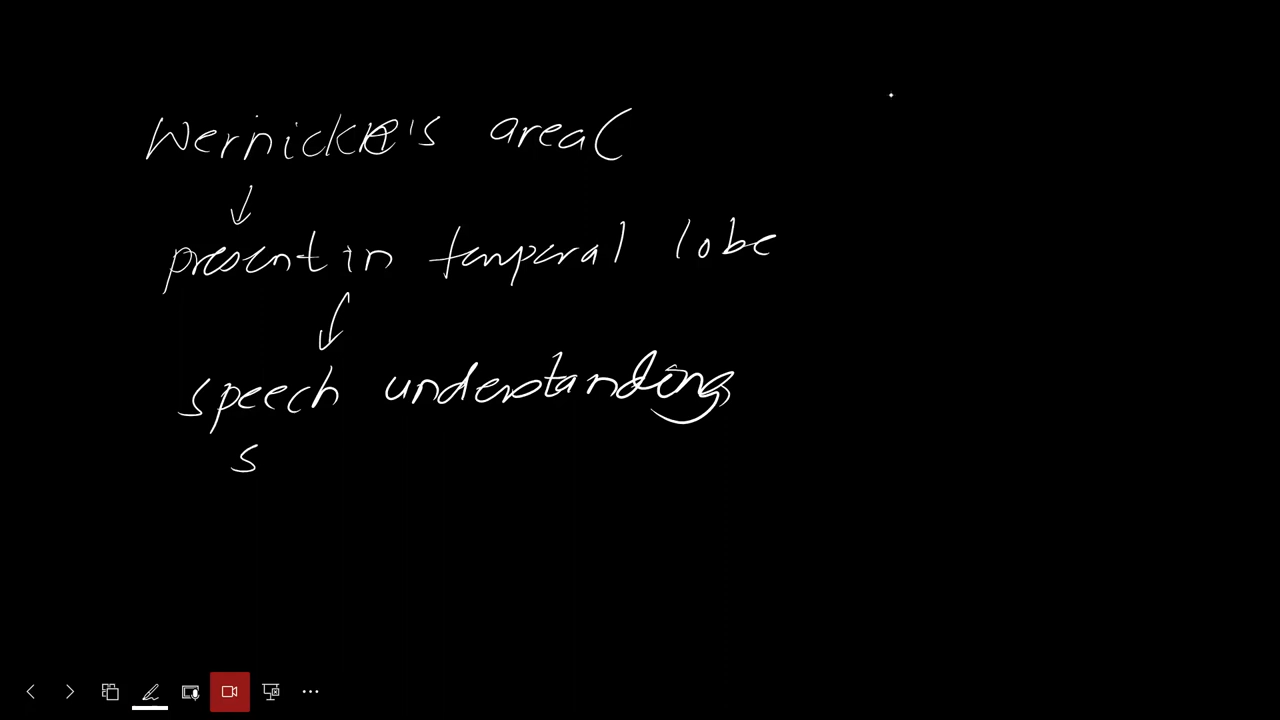 Wernicke's area(
present in temporal lobe
speech understanding
s